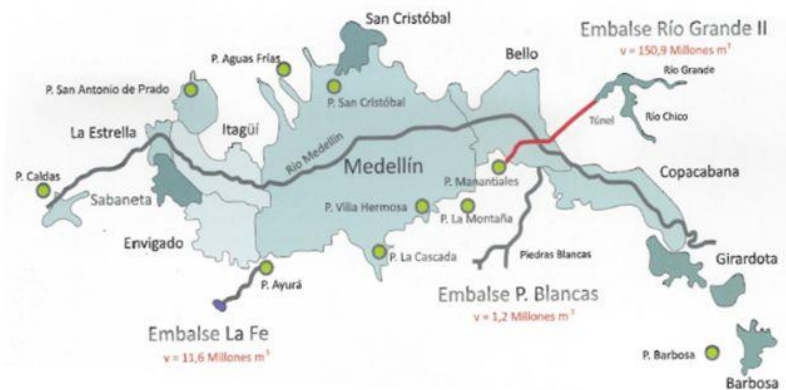 San Cristóbal
Embalse Río Grande II
v = 150,9 Millones m³
Bello
P. Aguas Frías
Río Grande
P. San Antonio de Prado
P. San Cristóbal
Río Chico
Túnel
La Estrella
Itagüí
Río Medellín
Medellín
P. Manantiales
Copacabana
P. Caldas
Sabaneta
P. Villa Hermosa
P. La Montaña
Envigado
P. La Cascada
Piedras Blancas
Girardota
P. Ayurá
Embalse P. Blancas
v = 1,2 Millones m³
Embalse La Fe
v = 11,6 Millones m³
P. Barbosa
Barbosa